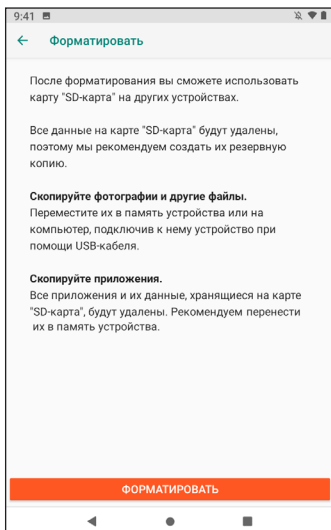 9:41
Форматировать
После форматирования вы сможете использовать
карту "SD-карта" на других устройствах.
Все данные на карте "SD-карта" будут удалены,
поэтому мы рекомендуем создать их резервную
копию.
Скопируйте фотографии и другие файлы.
Переместите их в память устройства или на
компьютер, подключив к нему устройство при
помощи USB-кабеля.
Скопируйте приложения.
Все приложения и их данные, хранящиеся на карте
"SD-карта", будут удалены. Рекомендуем перенести
их в память устройства.
ФОРМАТИРОВАТЬ